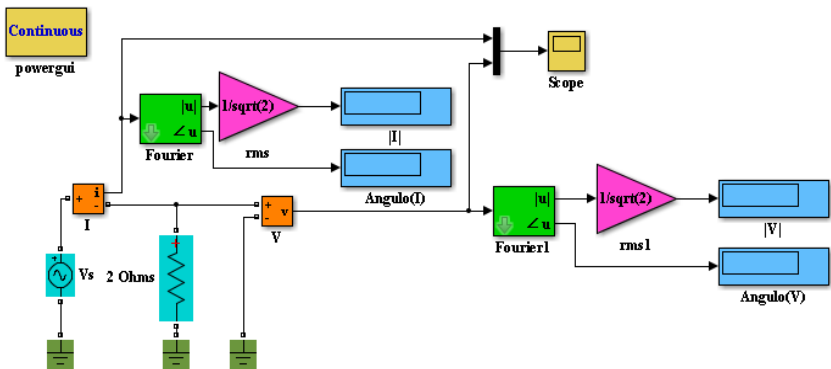 Continuous
powergui
Scope
|u|
∠u
Fourier
1/sqrt(2)
rms
|I|
Angulo(I)
+
i
-
I
+
-
v
V
|u|
∠u
Fourier1
1/sqrt(2)
rms1
|V|
Angulo(V)
+
Vs
2 Ohms
+